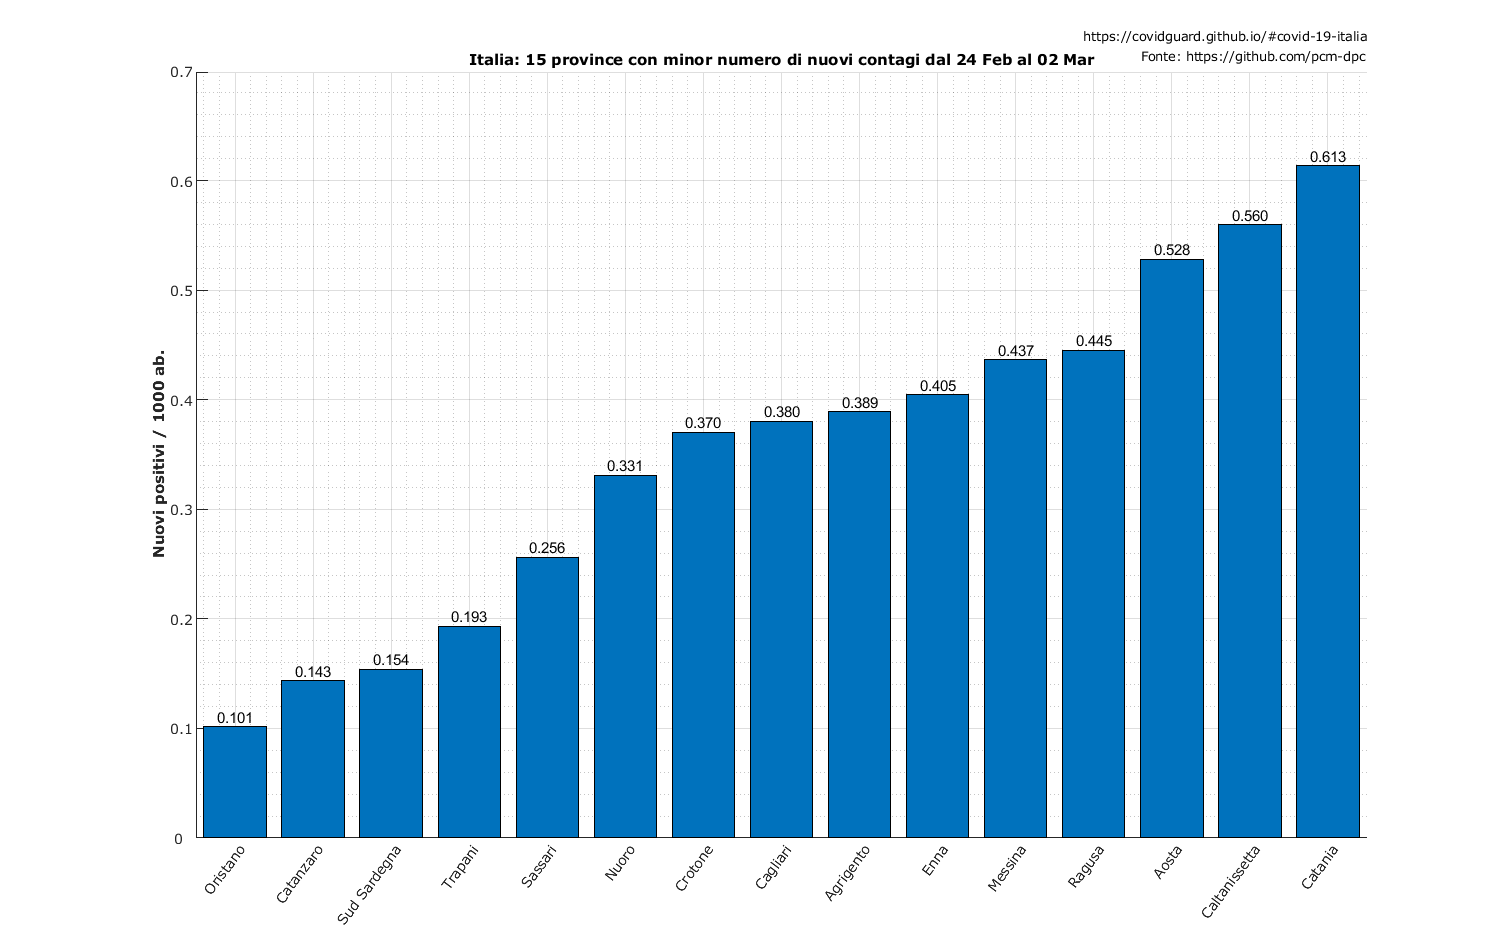 https://covidguard.github.io/#covid-19-italia
Fonte: https://github.com/pcm-dpc
Italia: 15 province con minor numero di nuovi contagi dal 24 Feb al 02 Mar
Nuovi positivi / 1000 ab.
0.7
0.6
0.5
0.4
0.3
0.2
0.1
0
0.101
0.143
0.154
0.193
0.256
0.331
0.370
0.380
0.389
0.405
0.437
0.445
0.528
0.560
0.613
Oristano
Catanzaro
Sud Sardegna
Trapani
Sassari
Nuoro
Crotone
Cagliari
Agrigento
Enna
Messina
Ragusa
Aosta
Caltanissetta
Catania